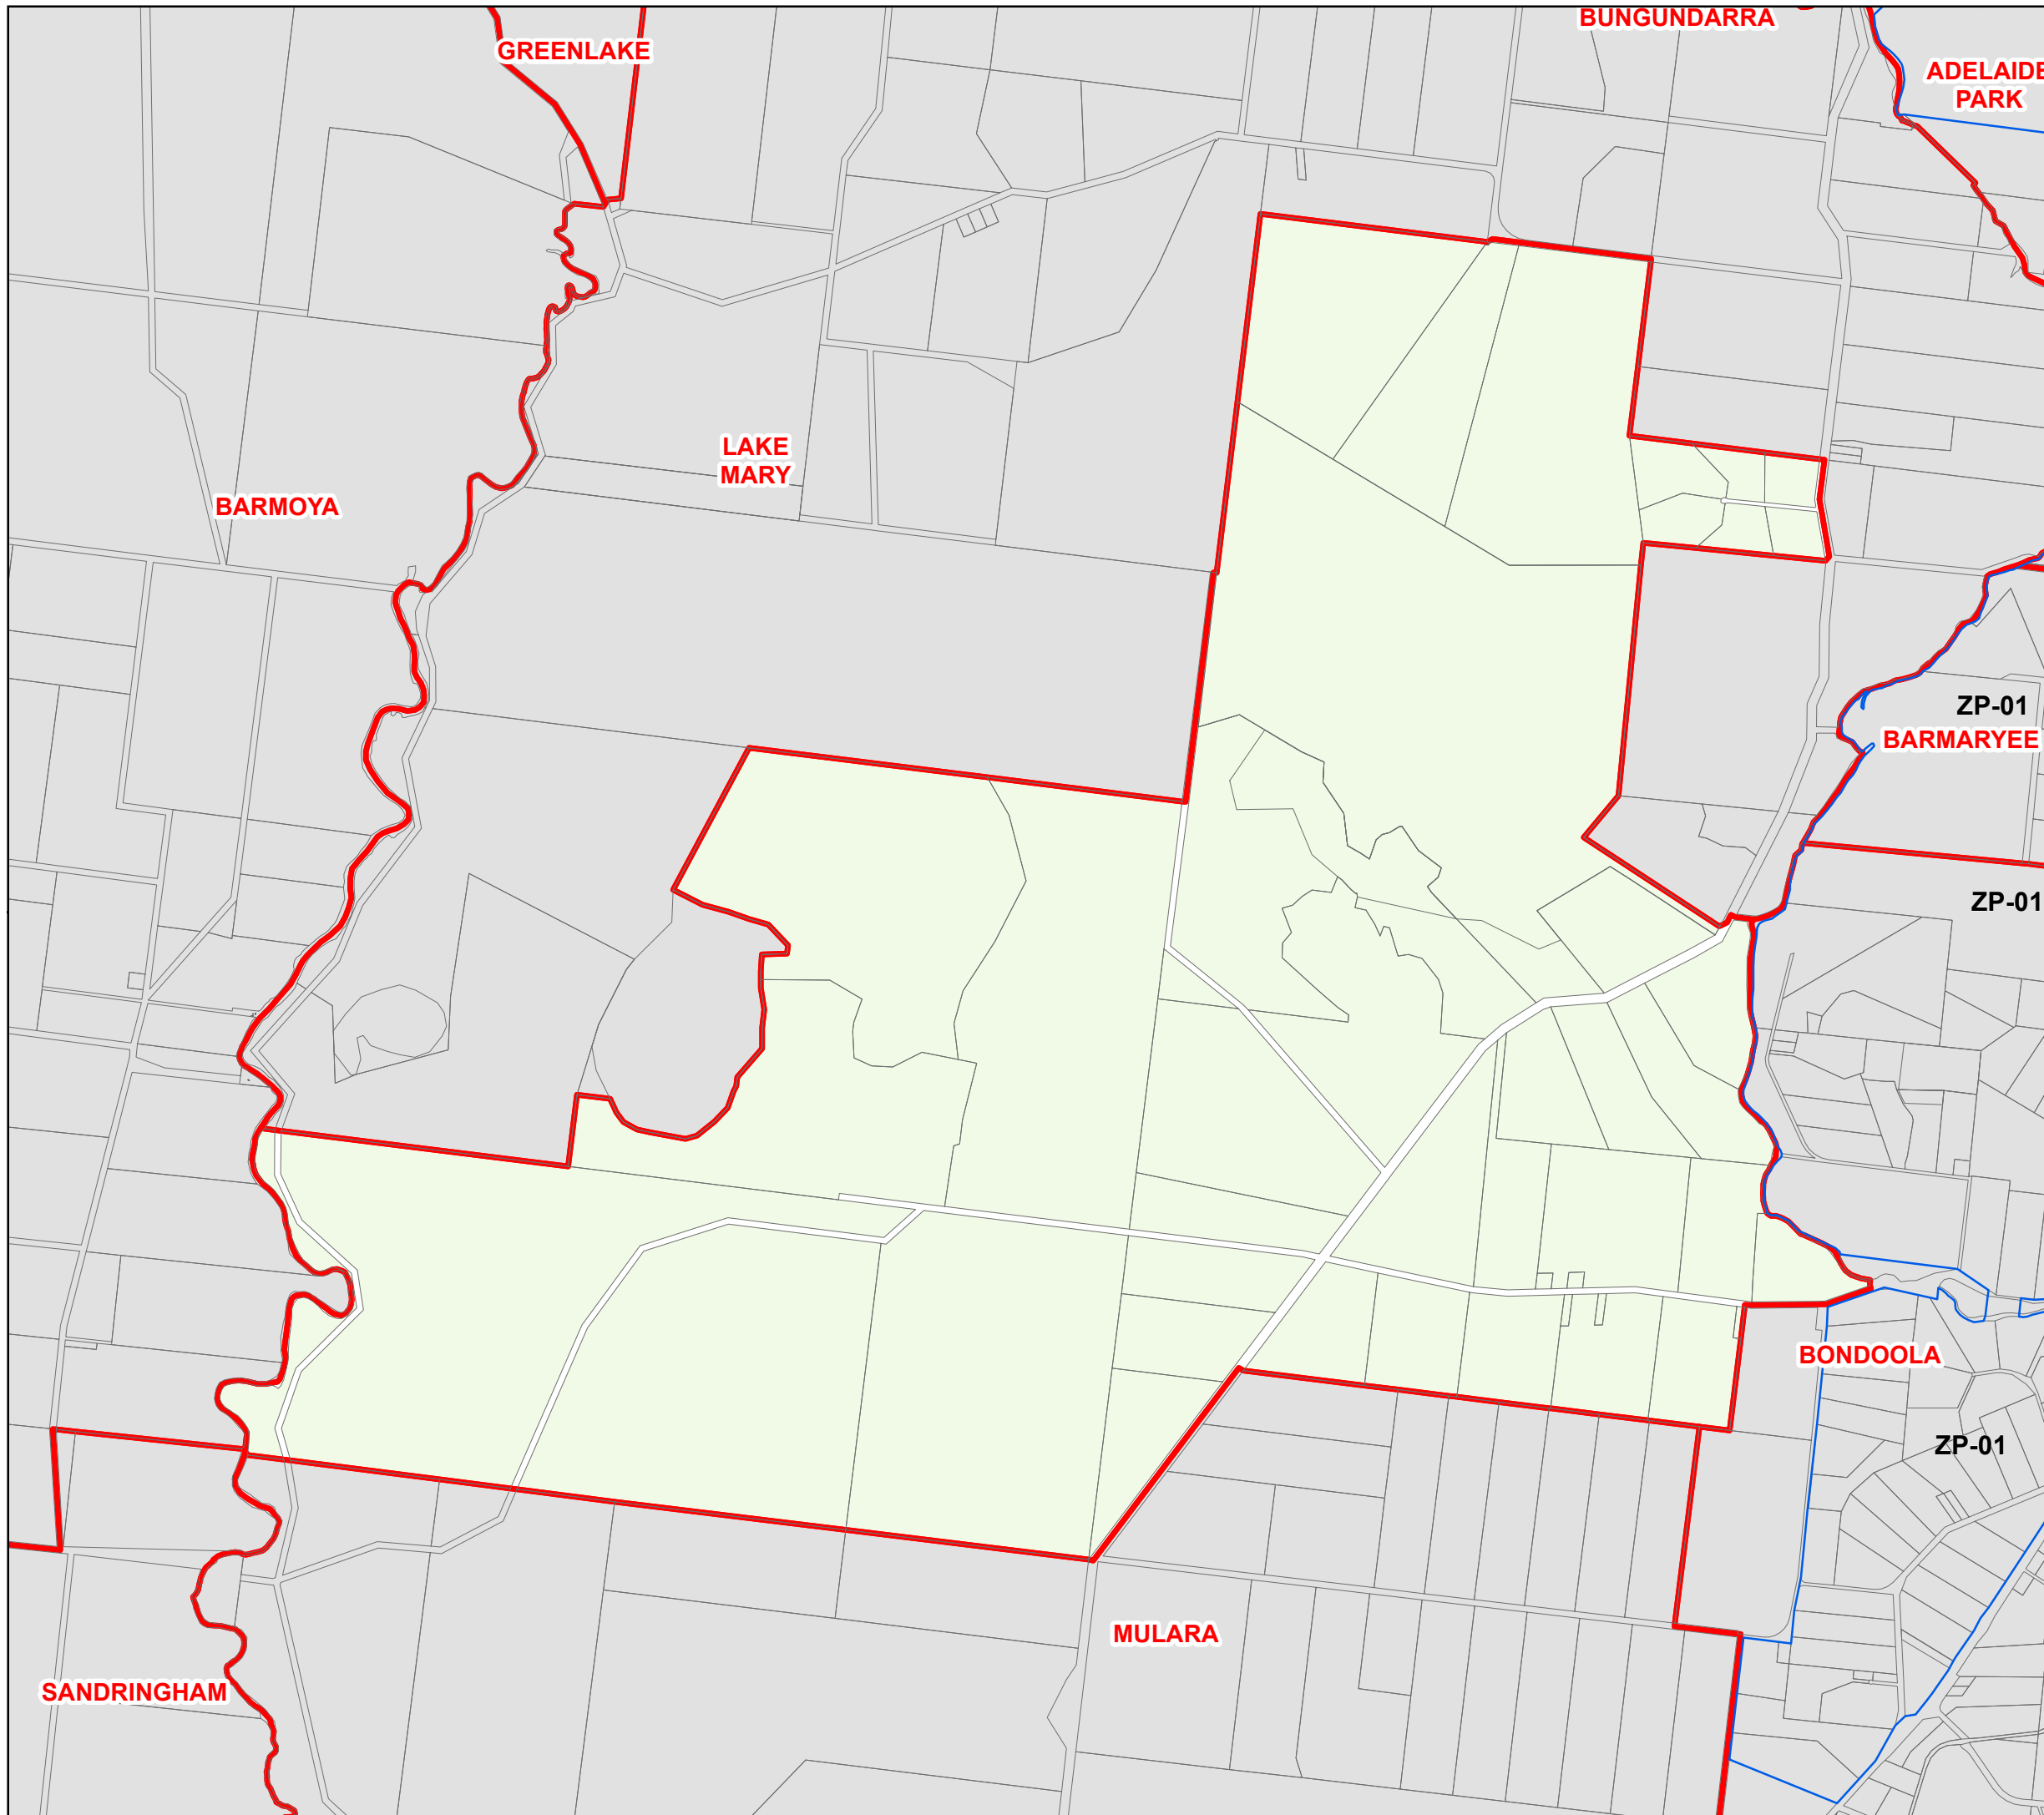 BUNGUNDARRA
GREENLAKE
ADELAIDE
PARK
LAKE
MARY
BARMOYA
ZP-01
BARMARYEE
ZP-01
BONDOOLA
ZP-01
MULARA
SANDRINGHAM